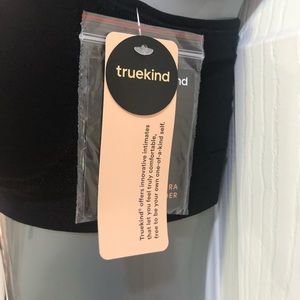 truekind
nd
Truekind® offers innovative intimates
that let you feel truly comfortable,
free to be your own one-of-a-kind self.
RA
ER